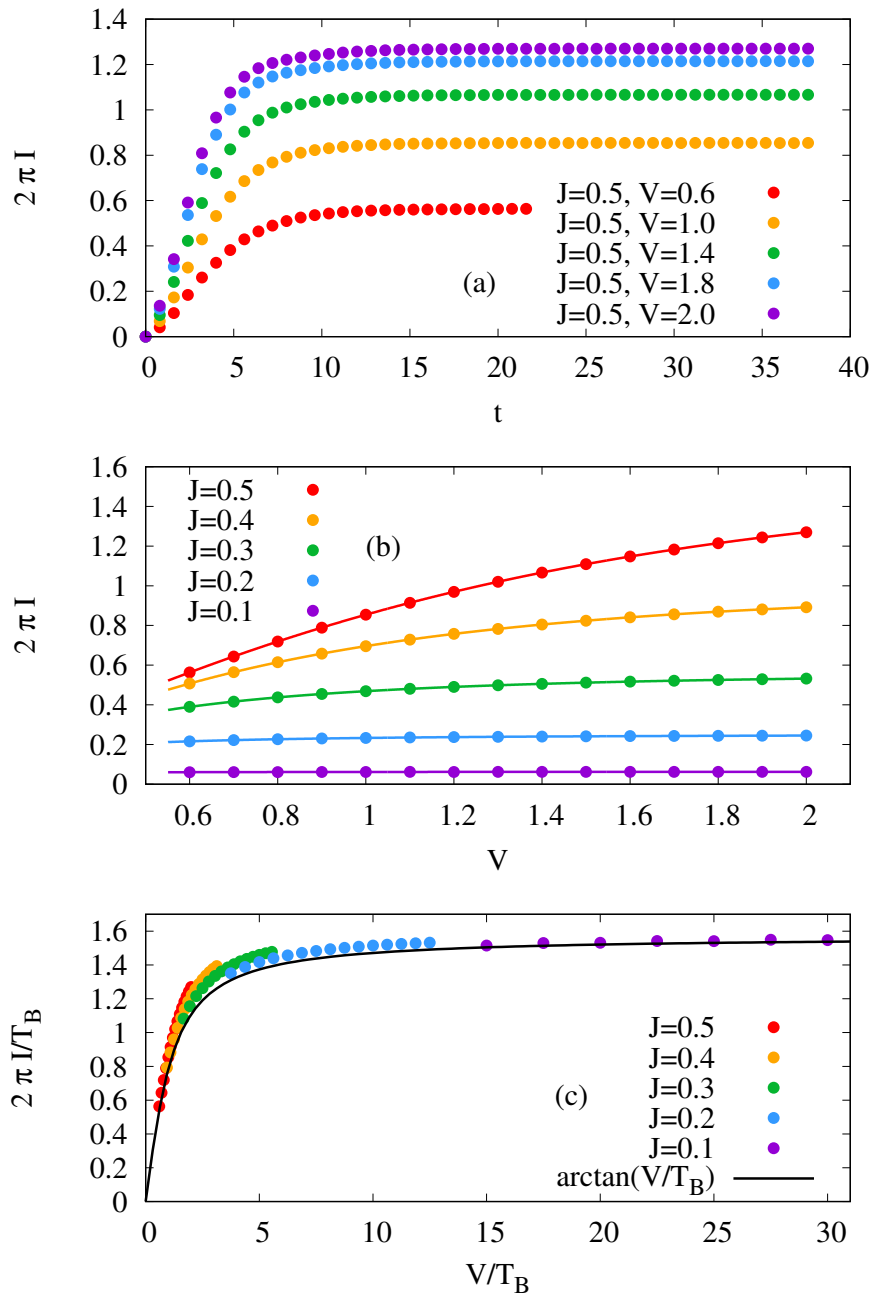 1.4
1.2
1
0.8
0.6
0.4
0.2
0
2 π I
J=0.5, V=0.6
J=0.5, V=1.0
J=0.5, V=1.4
J=0.5, V=1.8
J=0.5, V=2.0
(a)
0 5 10 15 20 25 30 35 40
t
1.6
1.4
1.2
1
0.8
0.6
0.4
0.2
0
2 π I
J=0.5
J=0.4
J=0.3
J=0.2
J=0.1
(b)
0.6 0.8 1 1.2 1.4 1.6 1.8 2
V
1.6
1.4
1.2
1
0.8
0.6
0.4
0.2
0
2 π I/T_B
J=0.5
J=0.4
J=0.3
J=0.2
J=0.1
arctan(V/T_B)
(c)
0 5 10 15 20 25 30
V/T_B